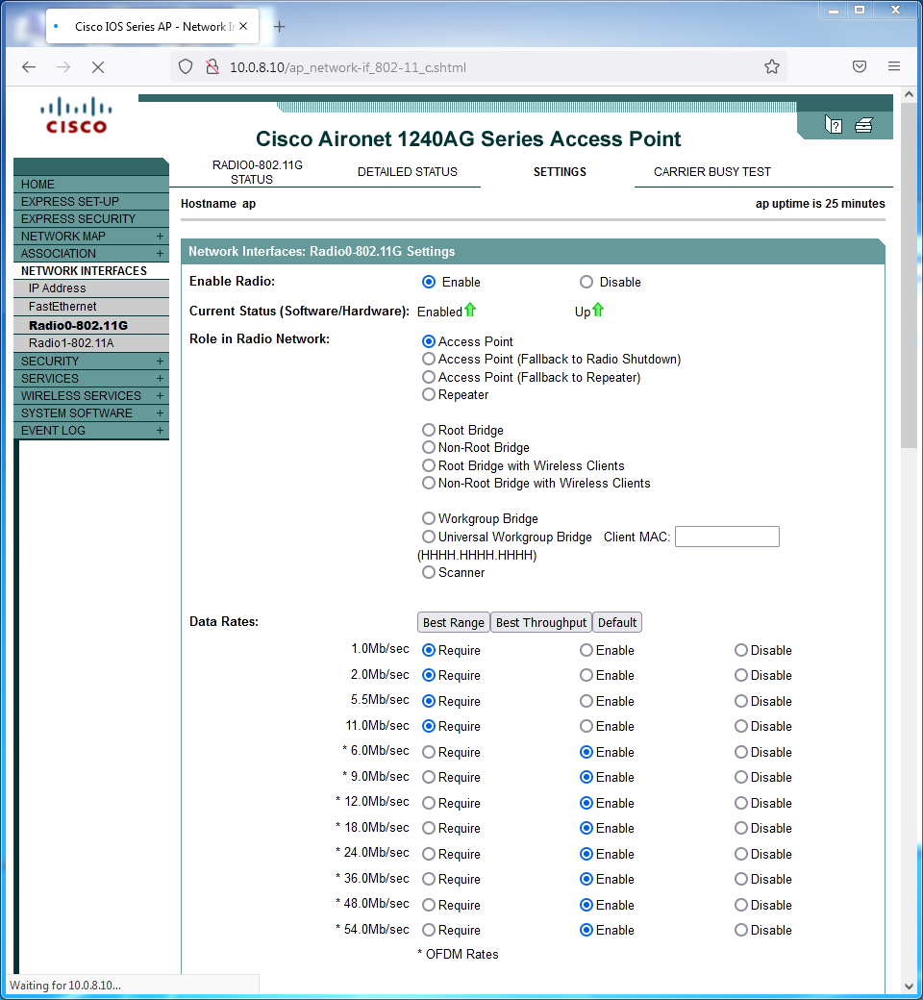 Cisco IOS Series AP - Network In
10.0.8.10/ap_network-if_802-11_c.shtml
CISCO
Cisco Aironet 1240AG Series Access Point
RADIO0-802.11G STATUS
DETAILED STATUS
SETTINGS
CARRIER BUSY TEST
HOME
EXPRESS SET-UP
EXPRESS SECURITY
NETWORK MAP +
ASSOCIATION +
NETWORK INTERFACES
IP Address
FastEthernet
Radio0-802.11G
Radio1-802.11A
SECURITY +
SERVICES +
WIRELESS SERVICES +
SYSTEM SOFTWARE +
EVENT LOG +
Hostname ap
ap uptime is 25 minutes
Network Interfaces: Radio0-802.11G Settings
Enable Radio: Enable Disable
Current Status (Software/Hardware): Enabled Up
Role in Radio Network: Access Point
Access Point (Fallback to Radio Shutdown)
Access Point (Fallback to Repeater)
Repeater
Root Bridge
Non-Root Bridge
Root Bridge with Wireless Clients
Non-Root Bridge with Wireless Clients
Workgroup Bridge
Universal Workgroup Bridge Client MAC:
(HHHH.HHHH.HHHH)
Scanner
Data Rates: Best Range Best Throughput Default
1.0Mb/sec Require Enable Disable
2.0Mb/sec Require Enable Disable
5.5Mb/sec Require Enable Disable
11.0Mb/sec Require Enable Disable
* 6.0Mb/sec Require Enable Disable
* 9.0Mb/sec Require Enable Disable
* 12.0Mb/sec Require Enable Disable
* 18.0Mb/sec Require Enable Disable
* 24.0Mb/sec Require Enable Disable
* 36.0Mb/sec Require Enable Disable
* 48.0Mb/sec Require Enable Disable
* 54.0Mb/sec Require Enable Disable
* OFDM Rates
Waiting for 10.0.8.10...